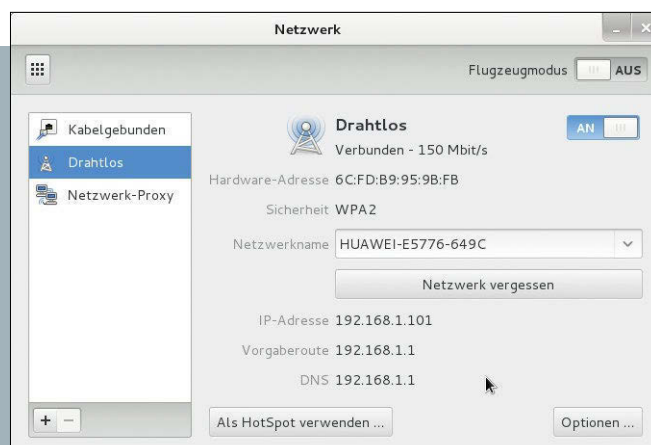 Netzwerk
Flugzeugmodus AUS
Kabelgebunden
Drahtlos
Netzwerk-Proxy
Drahtlos AN
Verbunden - 150 Mbit/s
Hardware-Adresse 6C:FD:B9:95:9B:FB
Sicherheit WPA2
Netzwerkname HUAWEI-E5776-649C
Netzwerk vergessen
IP-Adresse 192.168.1.101
Vorgaberoute 192.168.1.1
DNS 192.168.1.1
+ −
Als HotSpot verwenden ...
Optionen ...